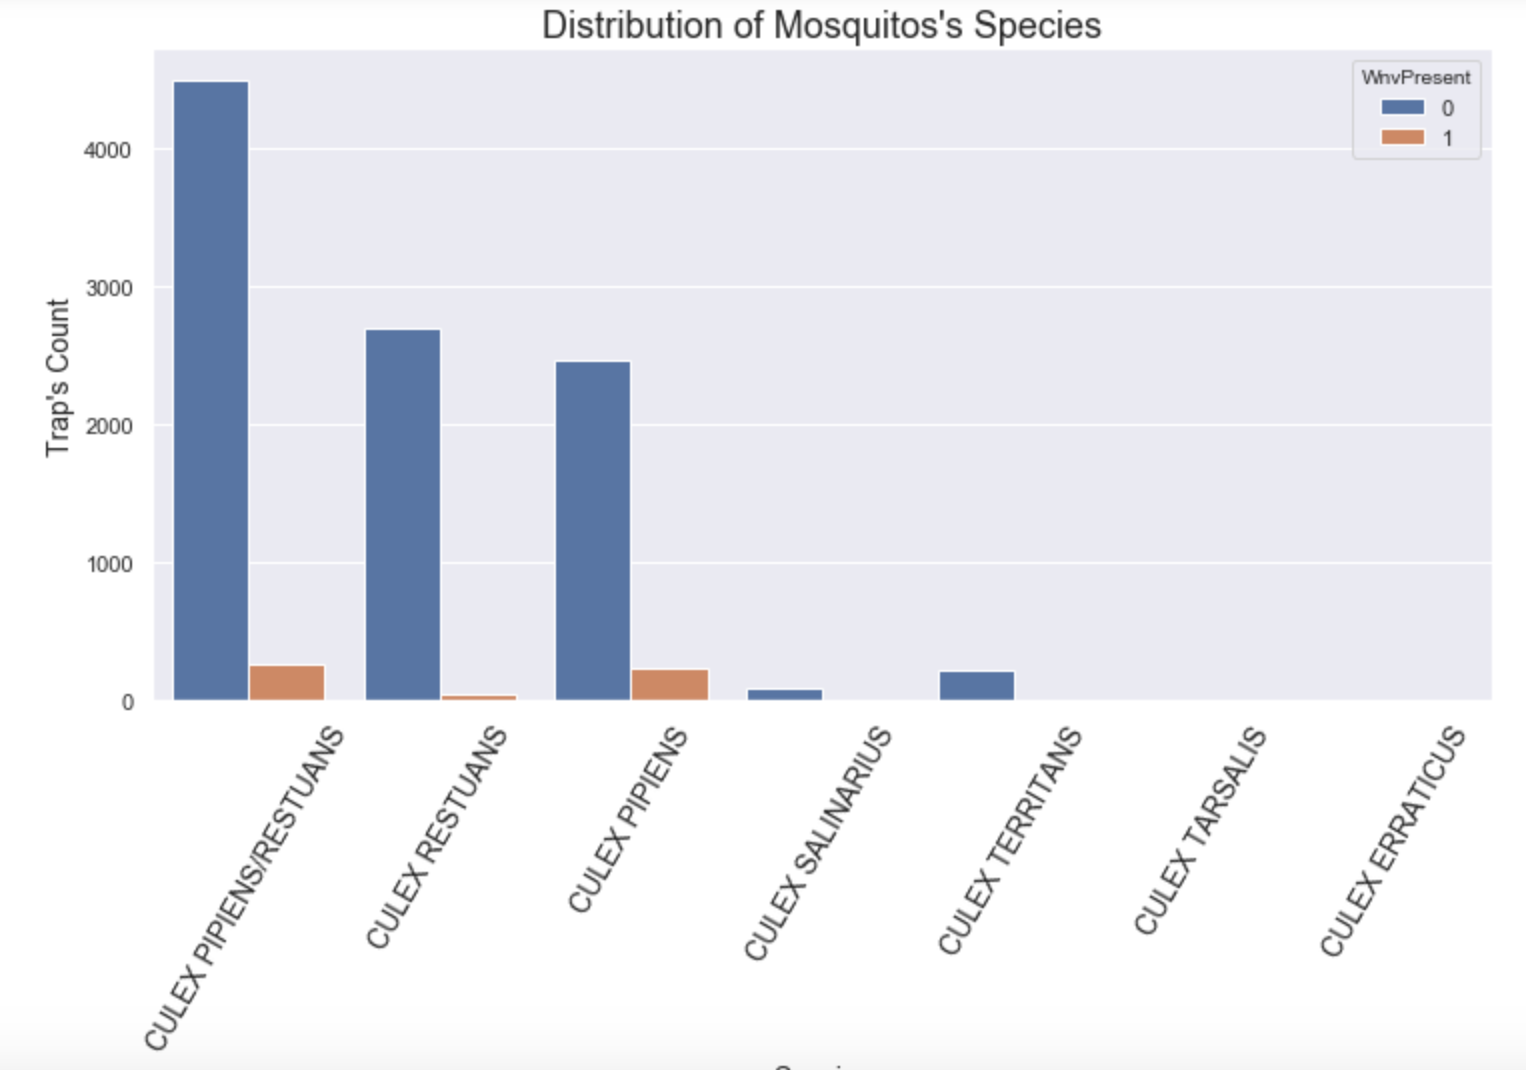 Distribution of Mosquitos's Species
WnvPresent
0
1
Trap's Count
4000
3000
2000
1000
0
CULEX PIPIENS/RESTUANS
CULEX RESTUANS
CULEX PIPIENS
CULEX SALINARIUS
CULEX TERRITANS
CULEX TARSALIS
CULEX ERRATICUS